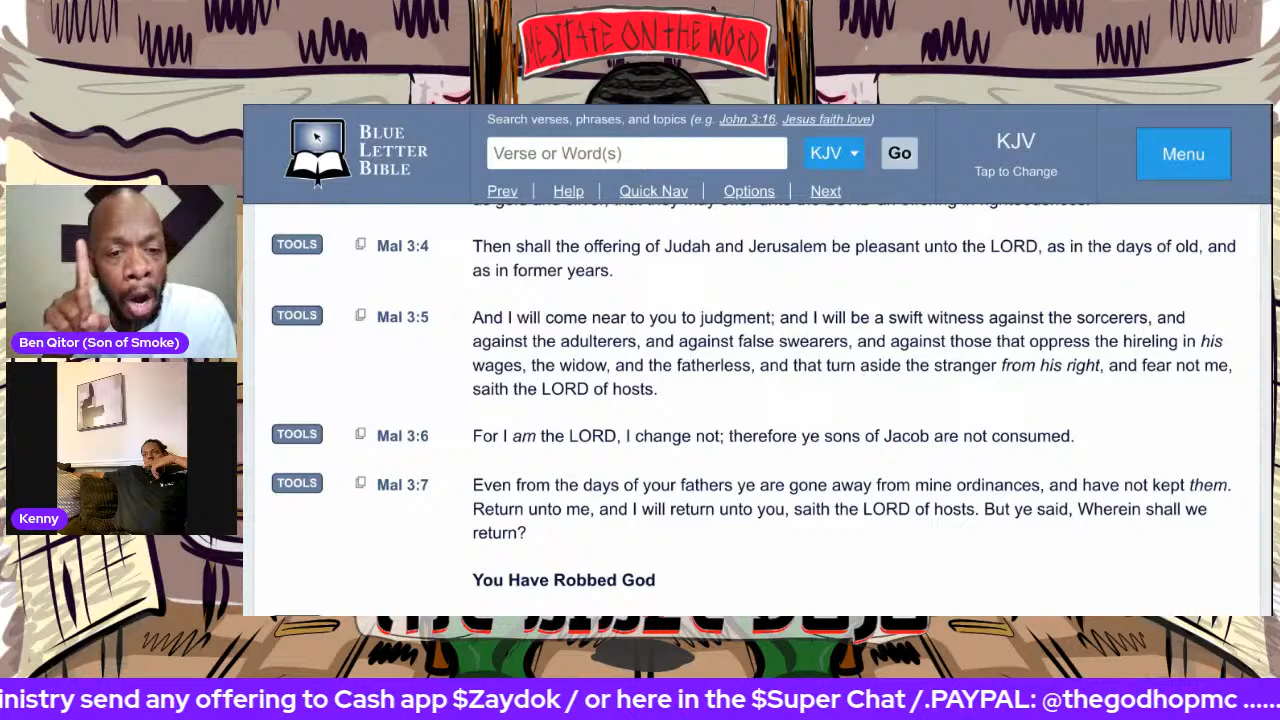 MEDITATE ON THE WORD
BLUE
LETTER
BIBLE
Search verses, phrases, and topics (e.g. John 3:16, Jesus faith love)
Verse or Word(s)
KJV
Go
KJV
Tap to Change
Menu
Prev | Help | Quick Nav | Options | Next
TOOLS Mal 3:4 Then shall the offering of Judah and Jerusalem be pleasant unto the LORD, as in the days of old, and
as in former years.
TOOLS Mal 3:5 And I will come near to you to judgment; and I will be a swift witness against the sorcerers, and
against the adulterers, and against false swearers, and against those that oppress the hireling in his
wages, the widow, and the fatherless, and that turn aside the stranger from his right, and fear not me,
saith the LORD of hosts.
TOOLS Mal 3:6 For I am the LORD, I change not; therefore ye sons of Jacob are not consumed.
TOOLS Mal 3:7 Even from the days of your fathers ye are gone away from mine ordinances, and have not kept them.
Return unto me, and I will return unto you, saith the LORD of hosts. But ye said, Wherein shall we
return?
You Have Robbed God
Ben Qitor (Son of Smoke)
Kenny
inistry send any offering to Cash app $Zaydok / or here in the $Super Chat /.PAYPAL: @thegodhopmc ......